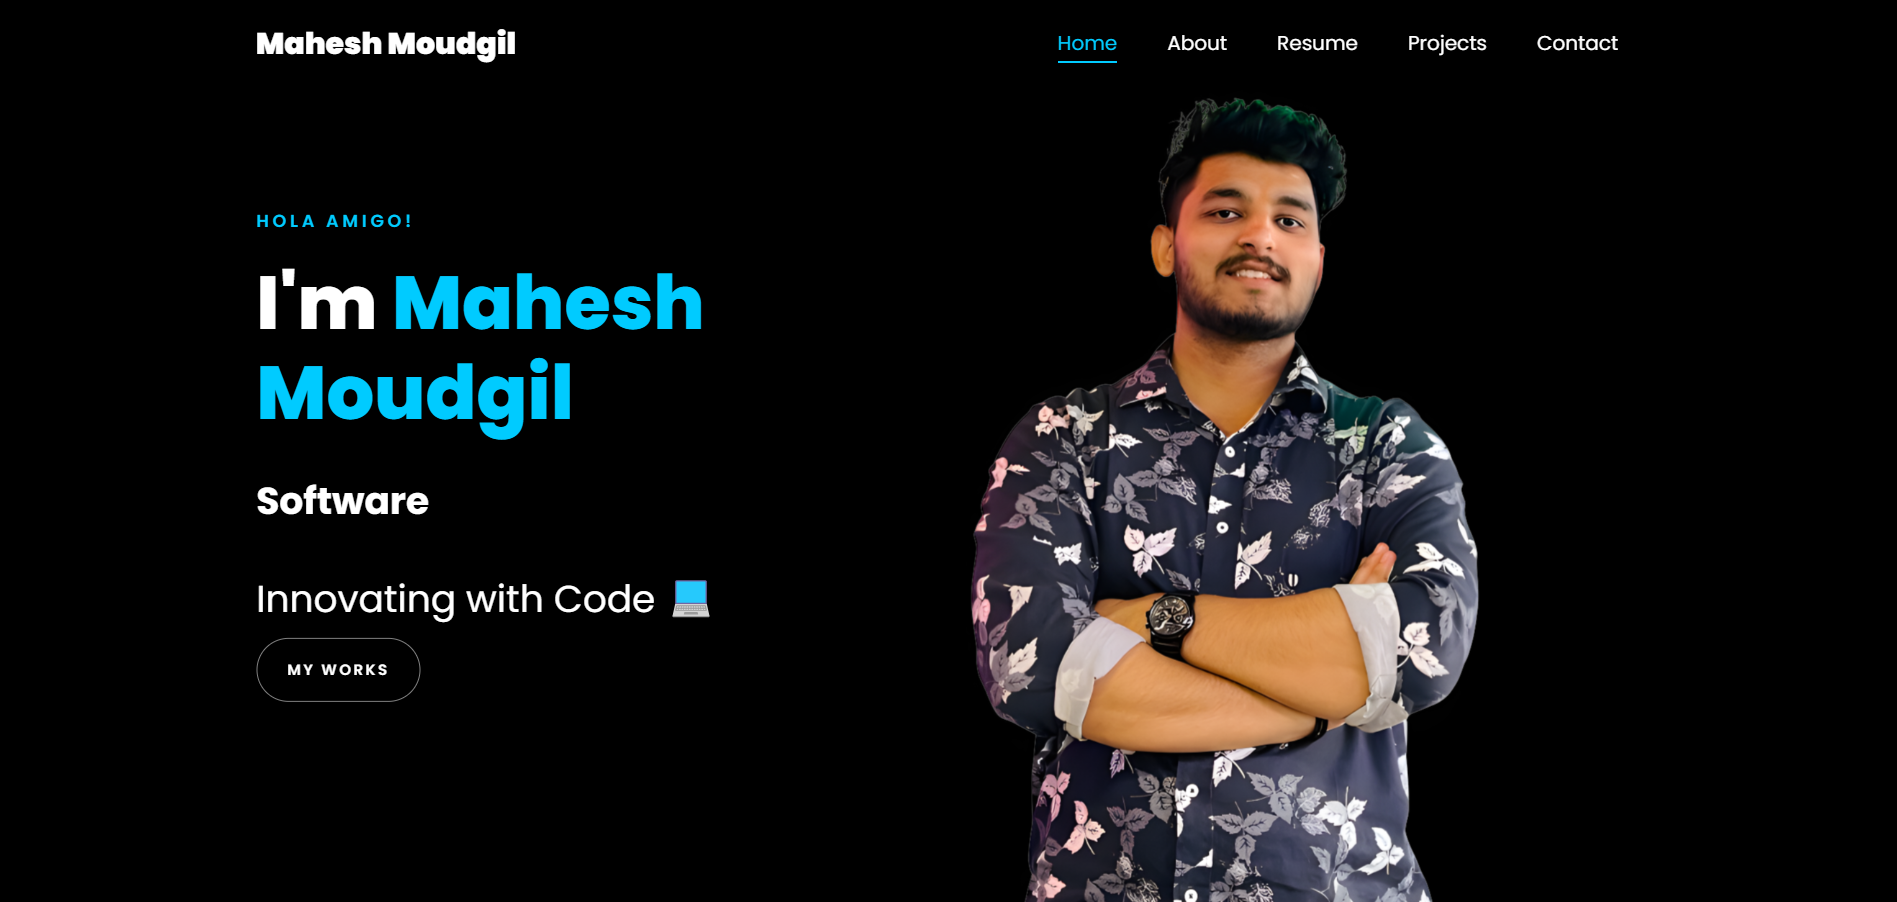 Mahesh Moudgil
Home About Resume Projects Contact
HOLA AMIGO!
I'm Mahesh
Moudgil
Software
Innovating with Code 💻
MY WORKS